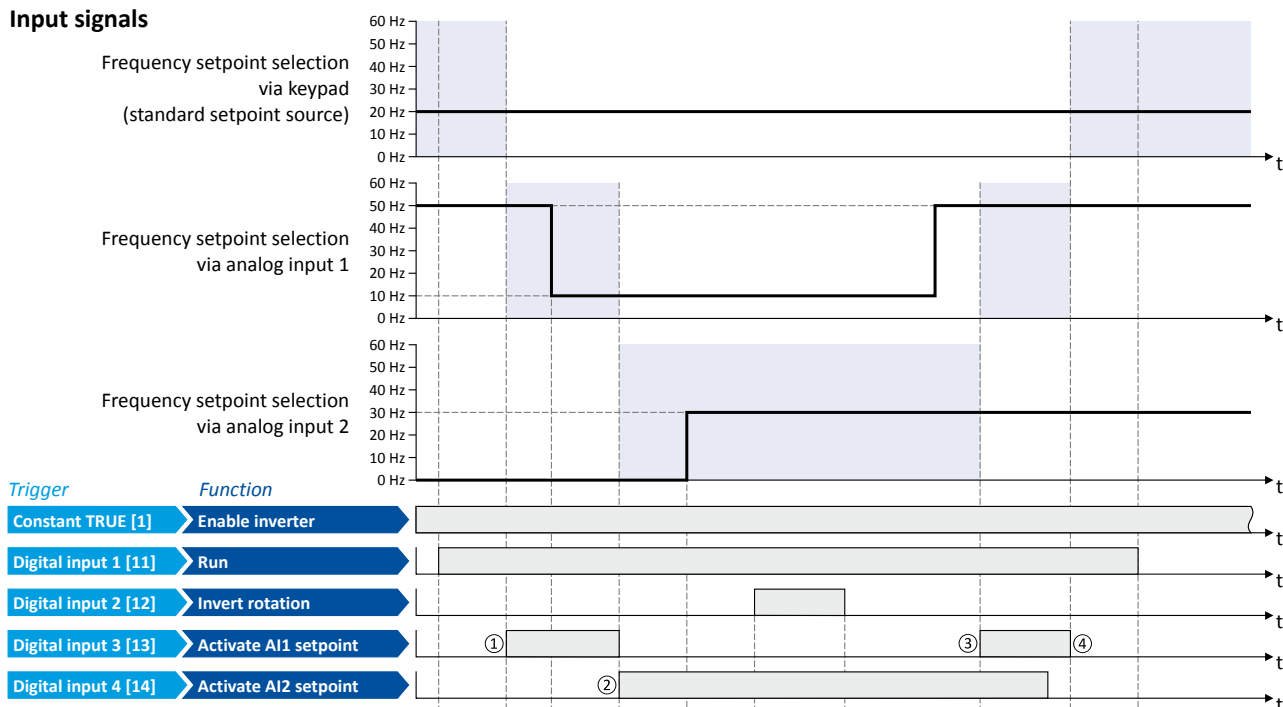 Input signals
60 Hz
50 Hz
40 Hz
30 Hz
20 Hz
10 Hz
0 Hz
Frequency setpoint selection
via keypad
(standard setpoint source)
t
60 Hz
50 Hz
40 Hz
30 Hz
20 Hz
10 Hz
0 Hz
Frequency setpoint selection
via analog input 1
t
60 Hz
50 Hz
40 Hz
30 Hz
20 Hz
10 Hz
0 Hz
Frequency setpoint selection
via analog input 2
t
Trigger Function
Constant TRUE [1] Enable inverter
t
Digital input 1 [11] Run
t
Digital input 2 [12] Invert rotation
t
Digital input 3 [13] Activate AI1 setpoint ① ③ ④
t
Digital input 4 [14] Activate AI2 setpoint ②
t